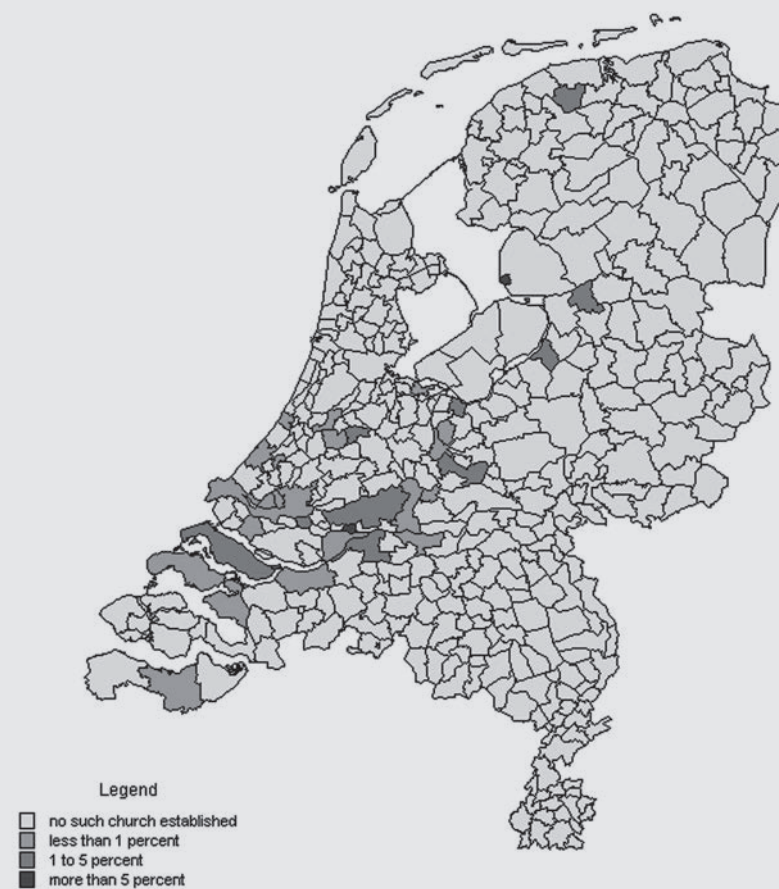 Legend
no such church established
less than 1 percent
1 to 5 percent
more than 5 percent